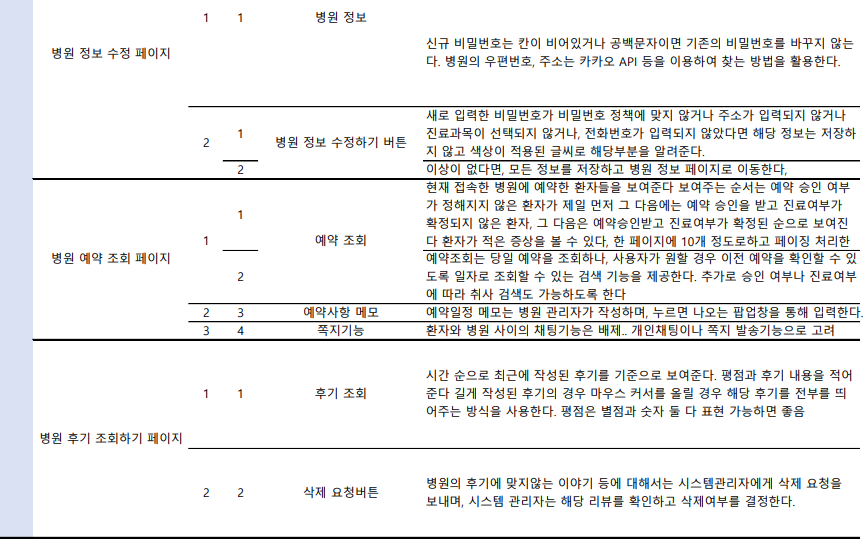 병원 정보 수정 페이지
1 1 병원 정보
신규 비밀번호는 칸이 비어있거나 공백문자이면 기존의 비밀번호를 바꾸지 않는
다. 병원의 우편번호, 주소는 카카오 API 등을 이용하여 찾는 방법을 활용한다.
2 병원 정보 수정하기 버튼
1
새로 입력한 비밀번호가 비밀번호 정책에 맞지 않거나 주소가 입력되지 않거나
진료과목이 선택되지 않거나, 전화번호가 입력되지 않았다면 해당 정보는 저장하
지 않고 색상이 적용된 글씨로 해당부분을 알려준다.
2 이상이 없다면, 모든 정보를 저장하고 병원 정보 페이지로 이동한다,
병원 예약 조회 페이지
1 예약 조회
1
현재 접속한 병원에 예약한 환자들을 보여준다 보여주는 순서는 예약 승인 여부
가 정해지지 않은 환자가 제일 먼저 그 다음에는 예약 승인을 받고 진료여부가
확정되지 않은 환자, 그 다음은 예약승인받고 진료여부가 확정된 순으로 보여진
다 환자가 적은 증상을 볼 수 있다, 한 페이지에 10개 정도로하고 페이징 처리한
2
예약조회는 당일 예약을 조회하나, 사용자가 원할 경우 이전 예약을 확인할 수 있
도록 일자로 조회할 수 있는 검색 기능을 제공한다. 추가로 승인 여부나 진료여부
에 따라 취사 검색도 가능하도록 한다
2 3 예약사항 메모 예약일정 메모는 병원 관리자가 작성하며, 누르면 나오는 팝업창을 통해 입력한다.
3 4 쪽지기능 환자와 병원 사이의 채팅기능은 배제.. 개인채팅이나 쪽지 발송기능으로 고려
병원 후기 조회하기 페이지
1 1 후기 조회
시간 순으로 최근에 작성된 후기를 기준으로 보여준다. 평점과 후기 내용을 적어
준다 길게 작성된 후기의 경우 마우스 커서를 올릴 경우 해당 후기를 전부를 띄
어주는 방식을 사용한다. 평점은 별점과 숫자 둘 다 표현 가능하면 좋음
2 2 삭제 요청버튼
병원의 후기에 맞지않는 이야기 등에 대해서는 시스템관리자에게 삭제 요청을
보내며, 시스템 관리자는 해당 리뷰를 확인하고 삭제여부를 결정한다.